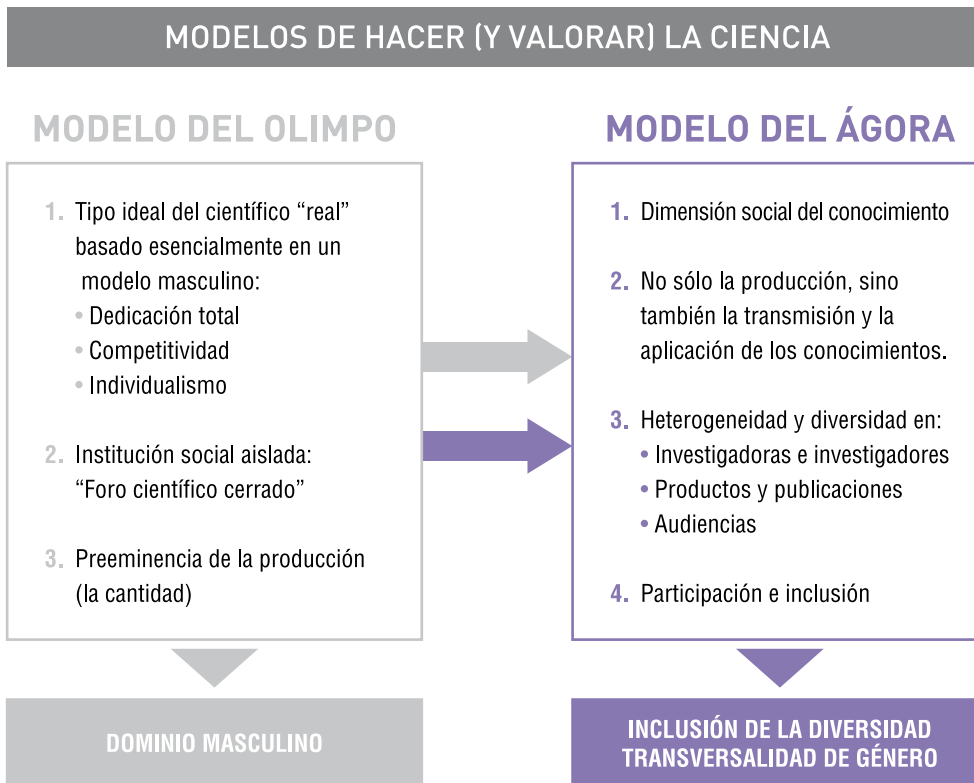 MODELOS DE HACER (Y VALORAR) LA CIENCIA
MODELO DEL OLIMPO
1. Tipo ideal del científico “real”
basado esencialmente en un
modelo masculino:
• Dedicación total
• Competitividad
• Individualismo
2. Institución social aislada:
“Foro científico cerrado”
3. Preeminencia de la producción
(la cantidad)
DOMINIO MASCULINO
MODELO DEL ÁGORA
1. Dimensión social del conocimiento
2. No sólo la producción, sino
también la transmisión y la
aplicación de los conocimientos.
3. Heterogeneidad y diversidad en:
• Investigadoras e investigadores
• Productos y publicaciones
• Audiencias
4. Participación e inclusión
INCLUSIÓN DE LA DIVERSIDAD
TRANSVERSALIDAD DE GÉNERO